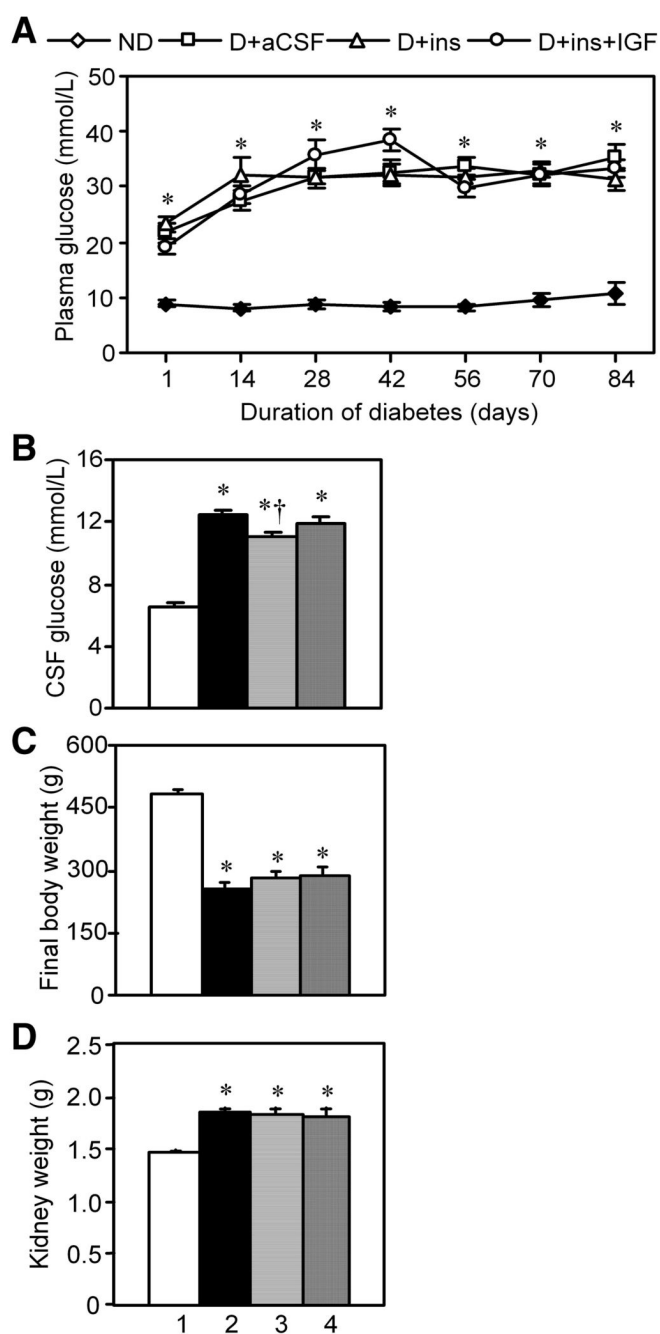 A
ND D+aCSF D+ins D+ins+IGF
Plasma glucose (mmol/L)
50
40
30
20
10
0
* * * * * * *
1 14 28 42 56 70 84
Duration of diabetes (days)
B
CSF glucose (mmol/L)
16
12
8
4
0
* *† *
C
Final body weight (g)
600
450
300
150
0
* * *
D
Kidney weight (g)
2.5
2.0
1.5
1.0
0.5
0
* * *
1 2 3 4